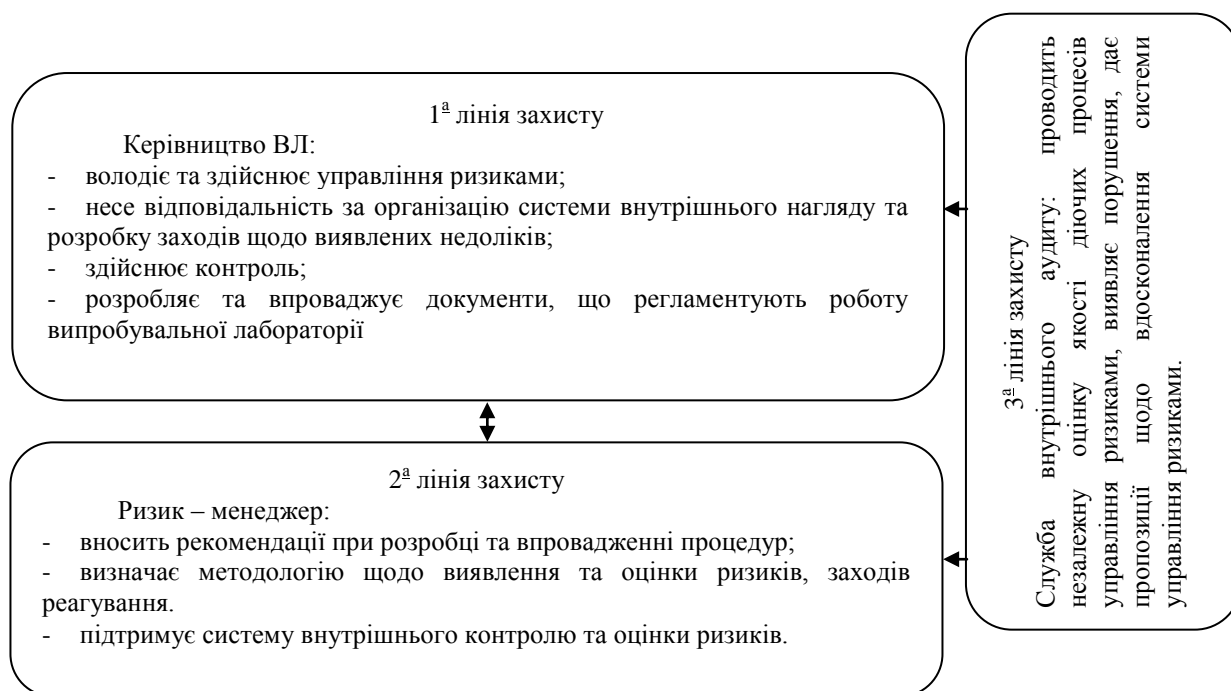 1ª лінія захисту
Керівництво ВЛ:
- володіє та здійснює управління ризиками;
- несе відповідальність за організацію системи внутрішнього нагляду та
розробку заходів щодо виявлених недоліків;
- здійснює контроль;
- розробляє та впроваджує документи, що регламентують роботу
випробувальної лабораторії
2ª лінія захисту
Ризик – менеджер:
- вносить рекомендації при розробці та впровадженні процедур;
- визначає методологію щодо виявлення та оцінки ризиків, заходів
реагування.
- підтримує систему внутрішнього контролю та оцінки ризиків.
3ª лінія захисту
Служба внутрішнього аудиту: проводить
незалежну оцінку якості діючих процесів
управління ризиками, виявляє порушення, дає
пропозиції щодо вдосконалення системи
управління ризиками.